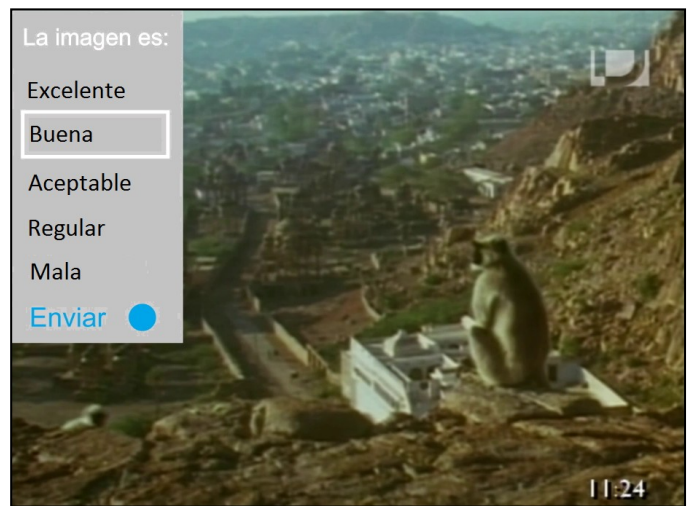 La imagen es:
Excelente
Buena
Aceptable
Regular
Mala
Enviar
11:24